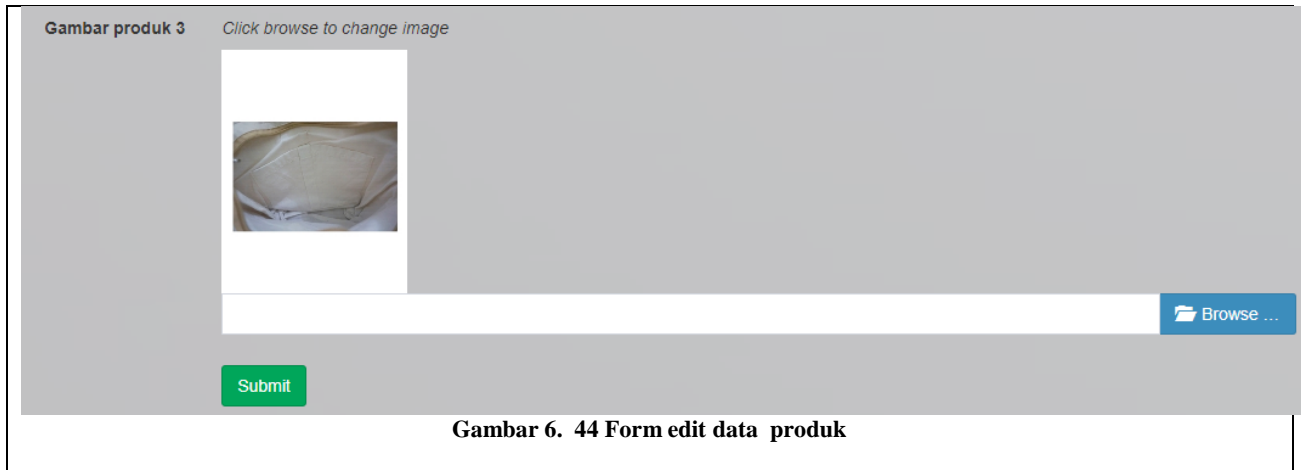 Gambar produk 3 Click browse to change image
Browse ...
Submit
Gambar 6. 44 Form edit data produk